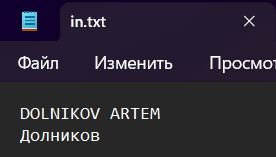 in.txt
Файл Изменить Просмот
DOLNIKOV ARTEM
Долников